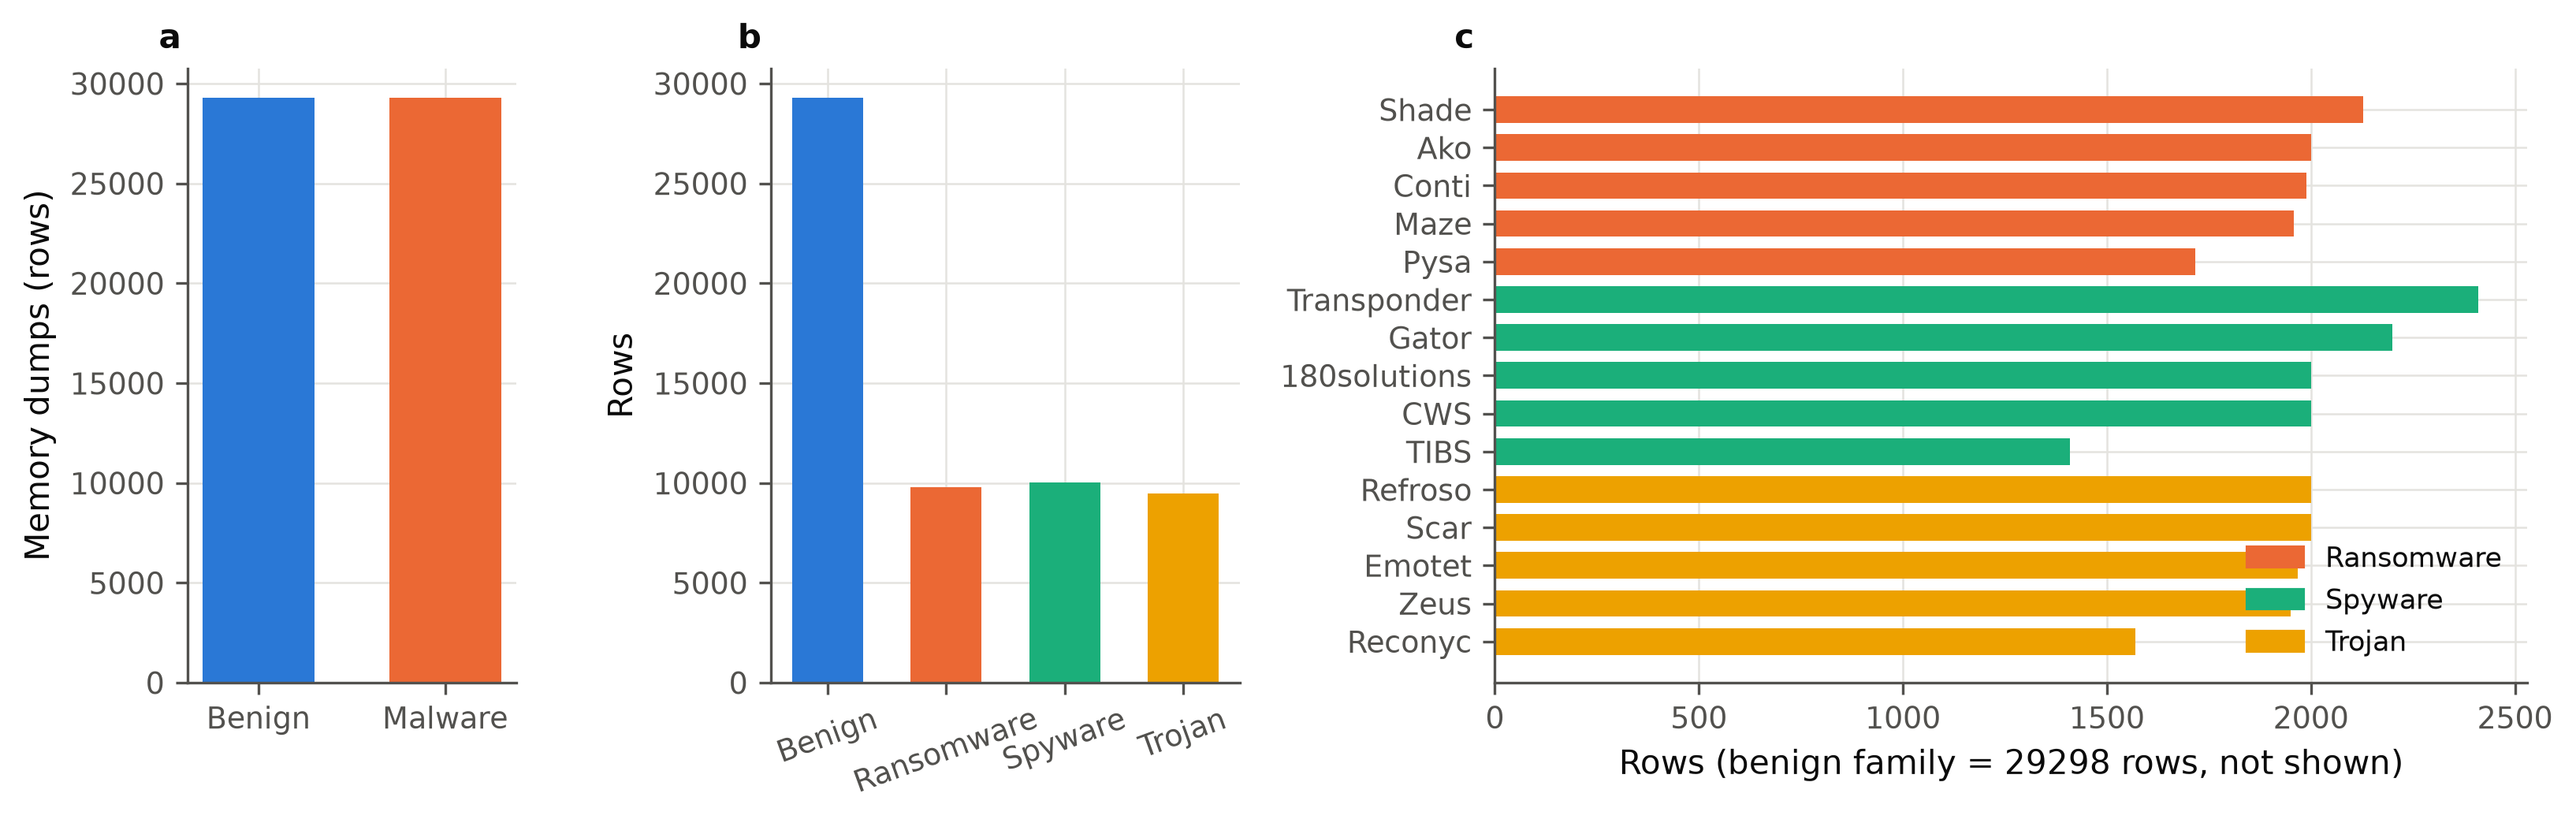 a
Memory dumps (rows)
30000
25000
20000
15000
10000
5000
0
Benign
Malware
b
Rows
30000
25000
20000
15000
10000
5000
0
Benign
Ransomware
Spyware
Trojan
c
Shade
Ako
Conti
Maze
Pysa
Transponder
Gator
180solutions
CWS
TIBS
Refroso
Scar
Emotet
Zeus
Reconyc
Ransomware
Spyware
Trojan
0
500
1000
1500
2000
2500
Rows (benign family = 29298 rows, not shown)